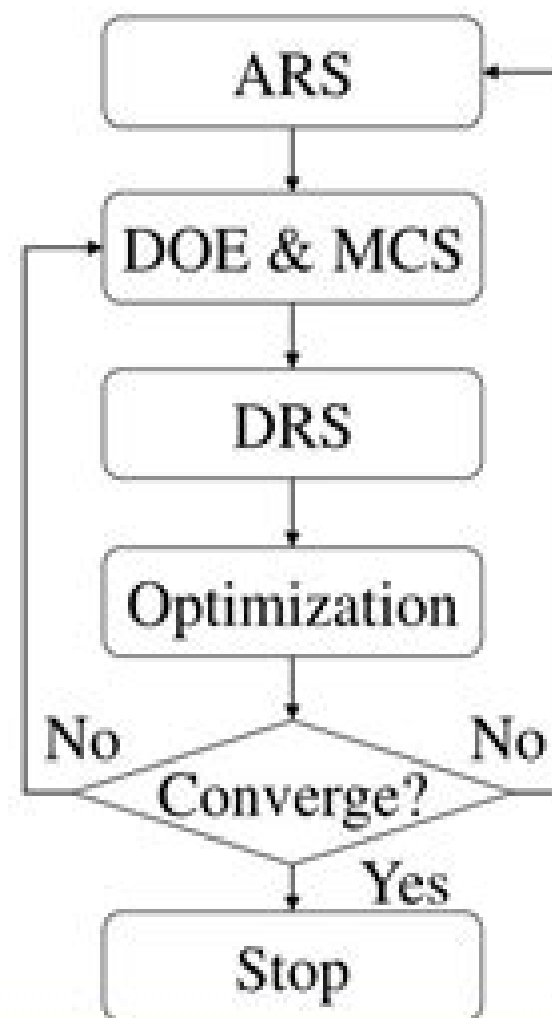 ARS
DOE & MCS
DRS
Optimization
No
No
Converge?
Yes
Stop